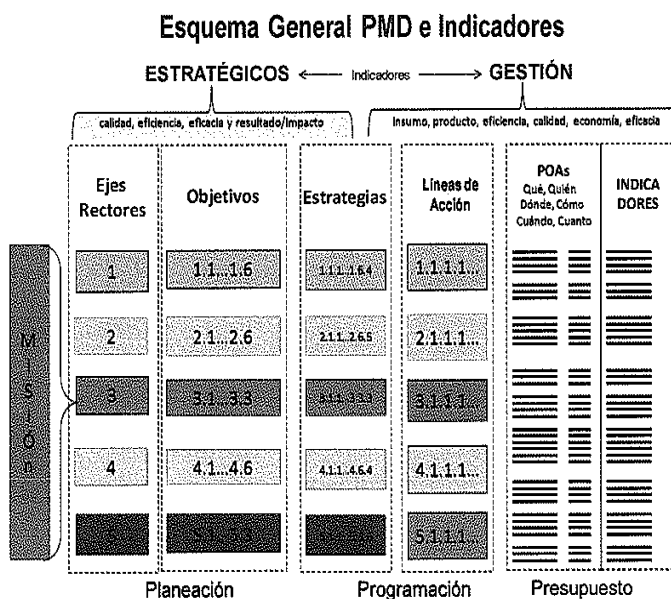 Esquema General PMD e Indicadores
ESTRATÉGICOS <---- Indicadores ----> GESTIÓN
calidad, eficiencia, eficacia y resultado/impacto
Insumo, producto, eficiencia, calidad, economía, eficacia
Ejes
Rectores
Objetivos
Estrategias
Líneas de
Acción
POAs
Qué, Quién
Dónde, Cómo
Cuándo, Cuanto
INDICA
DORES
Misión
1
1.1...1.6
1.1.1...1.6.4
1.1.1.1...
2
2.1...2.6
2.1.1...2.6.5
2.1.1.1...
3
3.1...3.3
3.1.1.1...
4
4.1...4.6
4.1.1...4.6.4
4.1.1.1...
5.1.1.1...
Planeación
Programación
Presupuesto